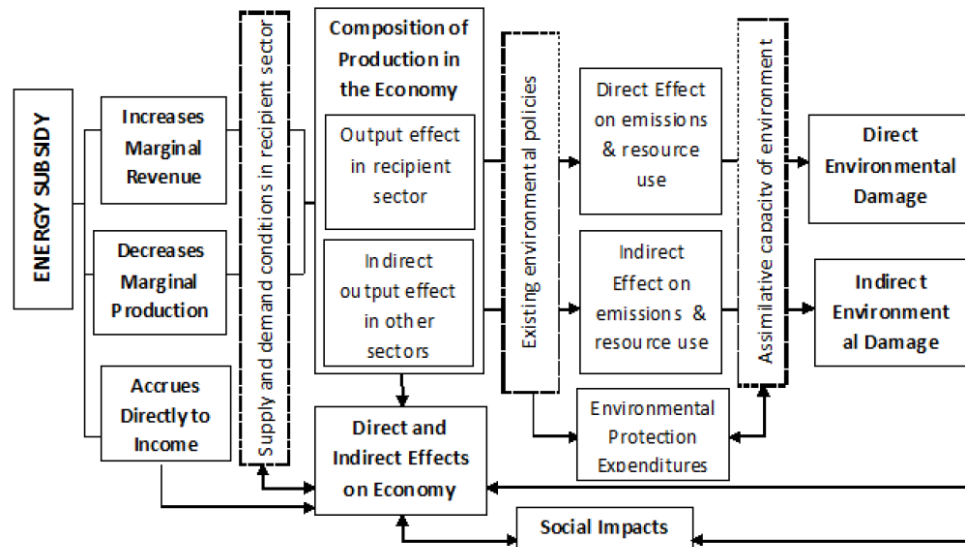 ENERGY SUBSIDY
Increases
Marginal
Revenue
Decreases
Marginal
Production
Accrues
Directly to
Income
Supply and demand conditions in recipient sector
Composition of
Production in
the Economy
Output effect
in recipient
sector
Indirect
output effect
in other
sectors
Direct and
Indirect Effects
on Economy
Existing environmental policies
Direct Effect
on emissions
& resource
use
Indirect
Effect on
emissions &
resource use
Environmental
Protection
Expenditures
Social Impacts
Assimilative capacity of environment
Direct
Environmental
Damage
Indirect
Environment
al Damage